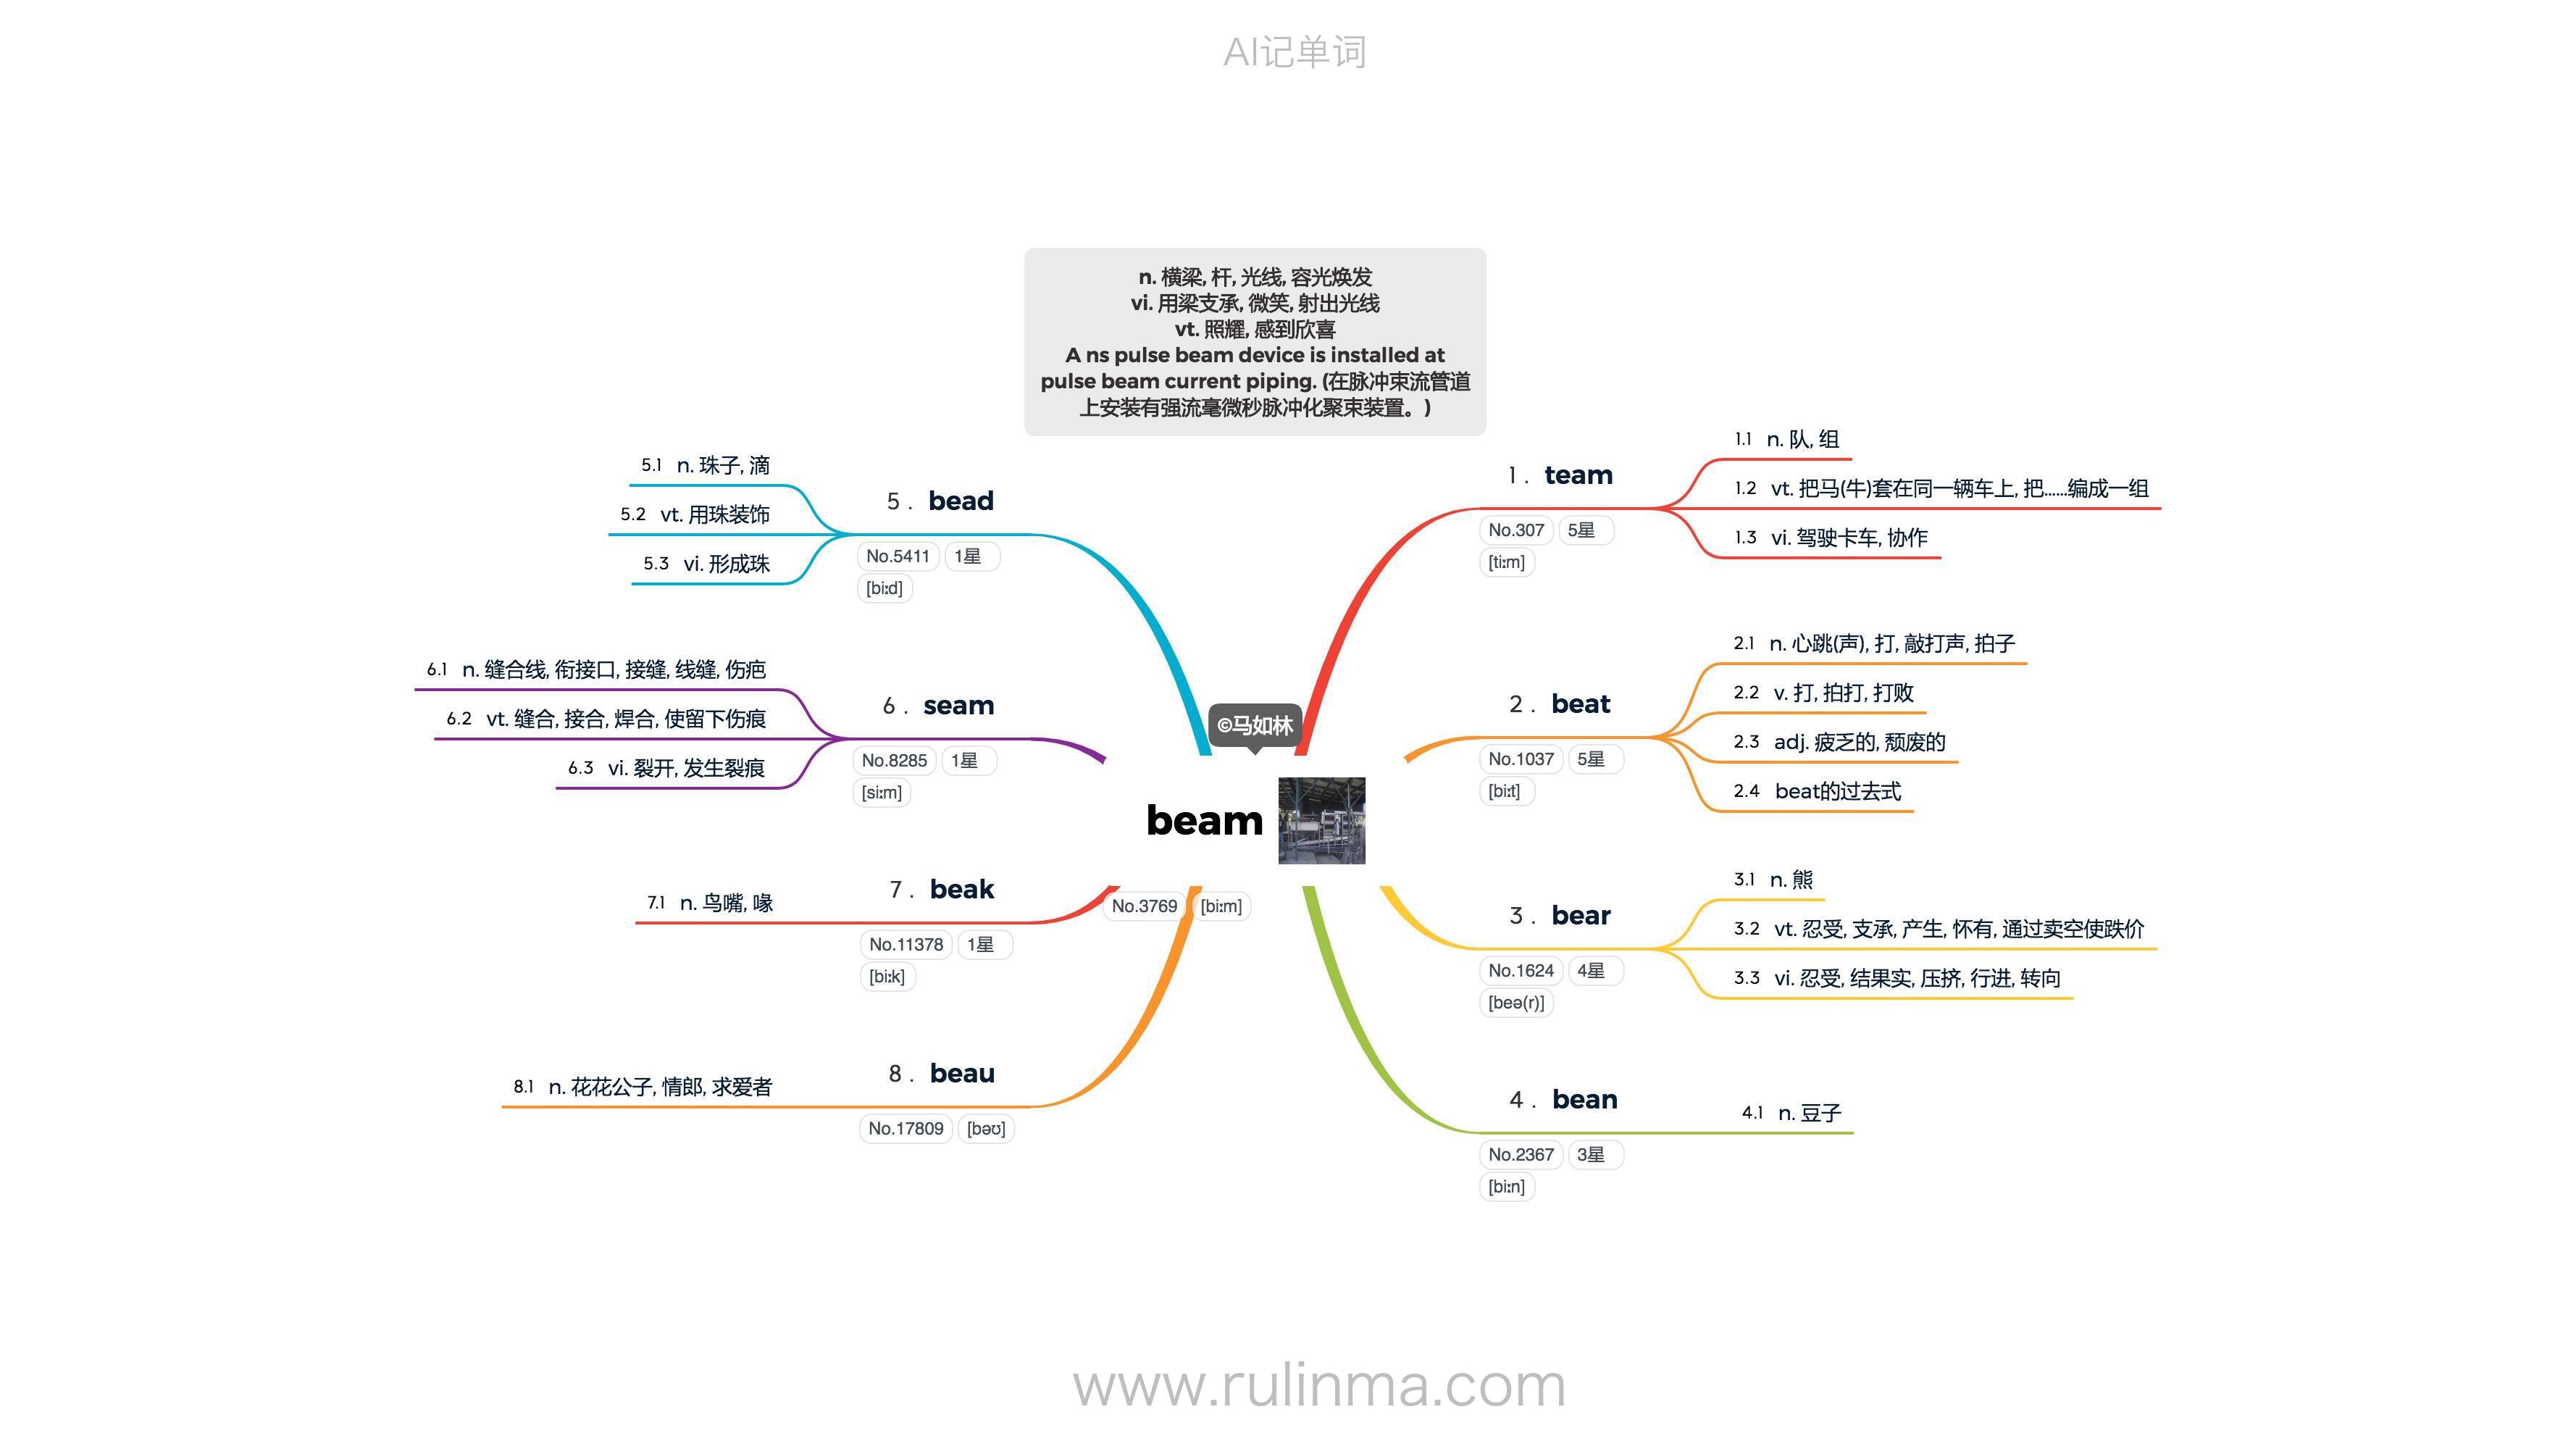 AI记单词
n. 横梁, 杆, 光线, 容光焕发
vi. 用梁支承, 微笑, 射出光线
vt. 照耀, 感到欣喜
A ns pulse beam device is installed at
pulse beam current piping. (在脉冲束流管道
上安装有强流毫微秒脉冲化聚束装置。)
©马如林
beam
No.3769 [biːm]
1. team
No.307 5星
[tiːm]
1.1 n. 队, 组
1.2 vt. 把马(牛)套在同一辆车上, 把……编成一组
1.3 vi. 驾驶卡车, 协作
2. beat
No.1037 5星
[biːt]
2.1 n. 心跳(声), 打, 敲打声, 拍子
2.2 v. 打, 拍打, 打败
2.3 adj. 疲乏的, 颓废的
2.4 beat的过去式
3. bear
No.1624 4星
[beə(r)]
3.1 n. 熊
3.2 vt. 忍受, 支承, 产生, 怀有, 通过卖空使跌价
3.3 vi. 忍受, 结果实, 压挤, 行进, 转向
4. bean
No.2367 3星
[biːn]
4.1 n. 豆子
5. bead
No.5411 1星
[biːd]
5.1 n. 珠子, 滴
5.2 vt. 用珠装饰
5.3 vi. 形成珠
6. seam
No.8285 1星
[siːm]
6.1 n. 缝合线, 衔接口, 接缝, 线缝, 伤疤
6.2 vt. 缝合, 接合, 焊合, 使留下伤痕
6.3 vi. 裂开, 发生裂痕
7. beak
No.11378 1星
[biːk]
7.1 n. 鸟嘴, 喙
8. beau
No.17809 [bəʊ]
8.1 n. 花花公子, 情郎, 求爱者
www.rulinma.com